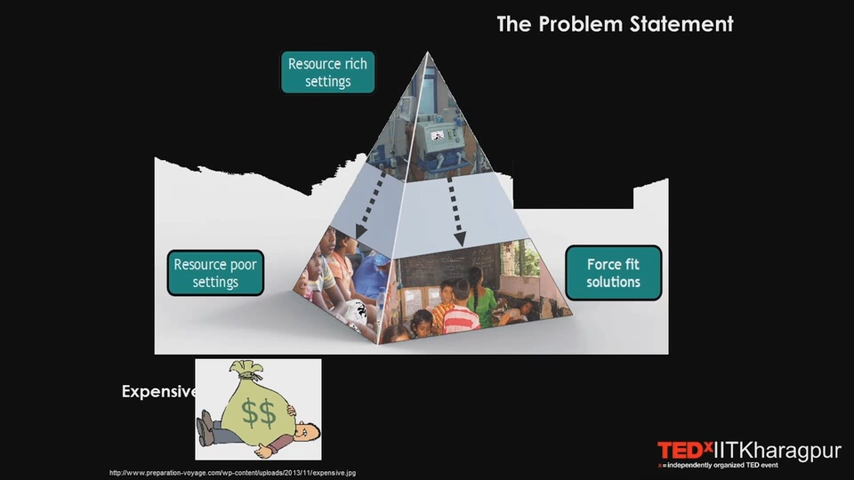 The Problem Statement
Resource rich
settings
Resource poor
settings
Force fit
solutions
Expensive
$$
http://www.preparation-voyage.com/wp-content/uploads/2013/11/expensive.jpg
TEDxIITKharagpur
x = independently organized TED event